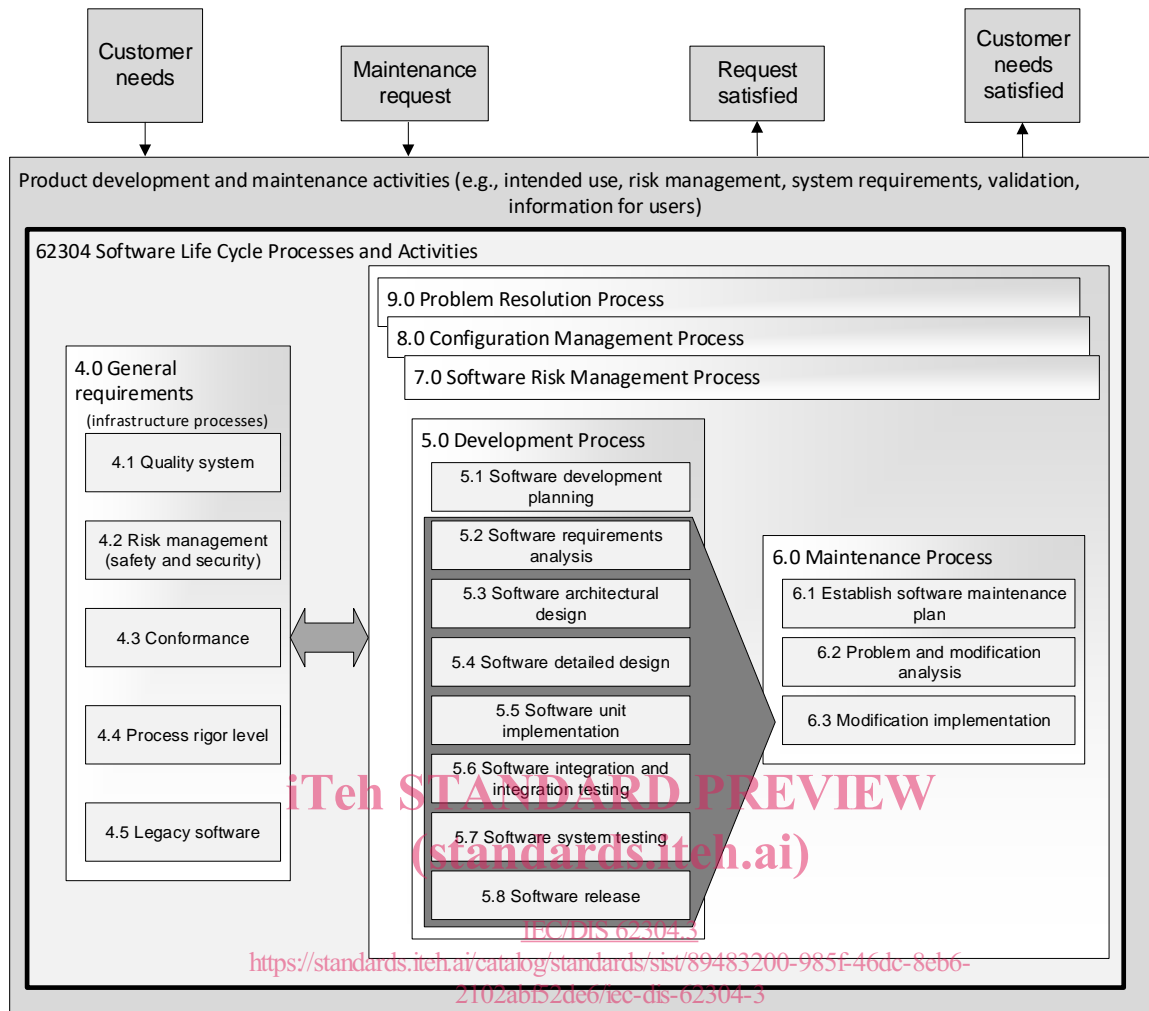 Customer
needs
Maintenance
request
Request
satisfied
Customer
needs
satisfied
Product development and maintenance activities (e.g., intended use, risk management, system requirements, validation,
information for users)
62304 Software Life Cycle Processes and Activities
9.0 Problem Resolution Process
8.0 Configuration Management Process
7.0 Software Risk Management Process
4.0 General
requirements
(infrastructure processes)
4.1 Quality system
4.2 Risk management
(safety and security)
4.3 Conformance
4.4 Process rigor level
4.5 Legacy software
5.0 Development Process
5.1 Software development
planning
5.2 Software requirements
analysis
5.3 Software architectural
design
5.4 Software detailed design
5.5 Software unit
implementation
5.6 Software integration and
integration testing
5.7 Software system testing
5.8 Software release
6.0 Maintenance Process
6.1 Establish software maintenance
plan
6.2 Problem and modification
analysis
6.3 Modification implementation
iTeh STANDARD PREVIEW
(standards.iteh.ai)
IEC/DIS 62304:3
https://standards.iteh.ai/catalog/standards/sist/89483200-985f-46dc-8eb6-
2102abf52de6/iec-dis-62304-3